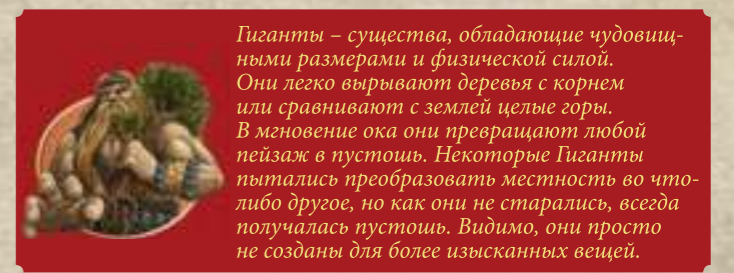 Гиганты – существа, обладающие чудовищ-
ными размерами и физической силой.
Они легко вырывают деревья с корнем
или сравнивают с землей целые горы.
В мгновение ока они превращают любой
пейзаж в пустошь. Некоторые Гиганты
пытались преобразовать местность во что-
либо другое, но как они не старались, всегда
получалась пустошь. Видимо, они просто
не созданы для более изысканных вещей.